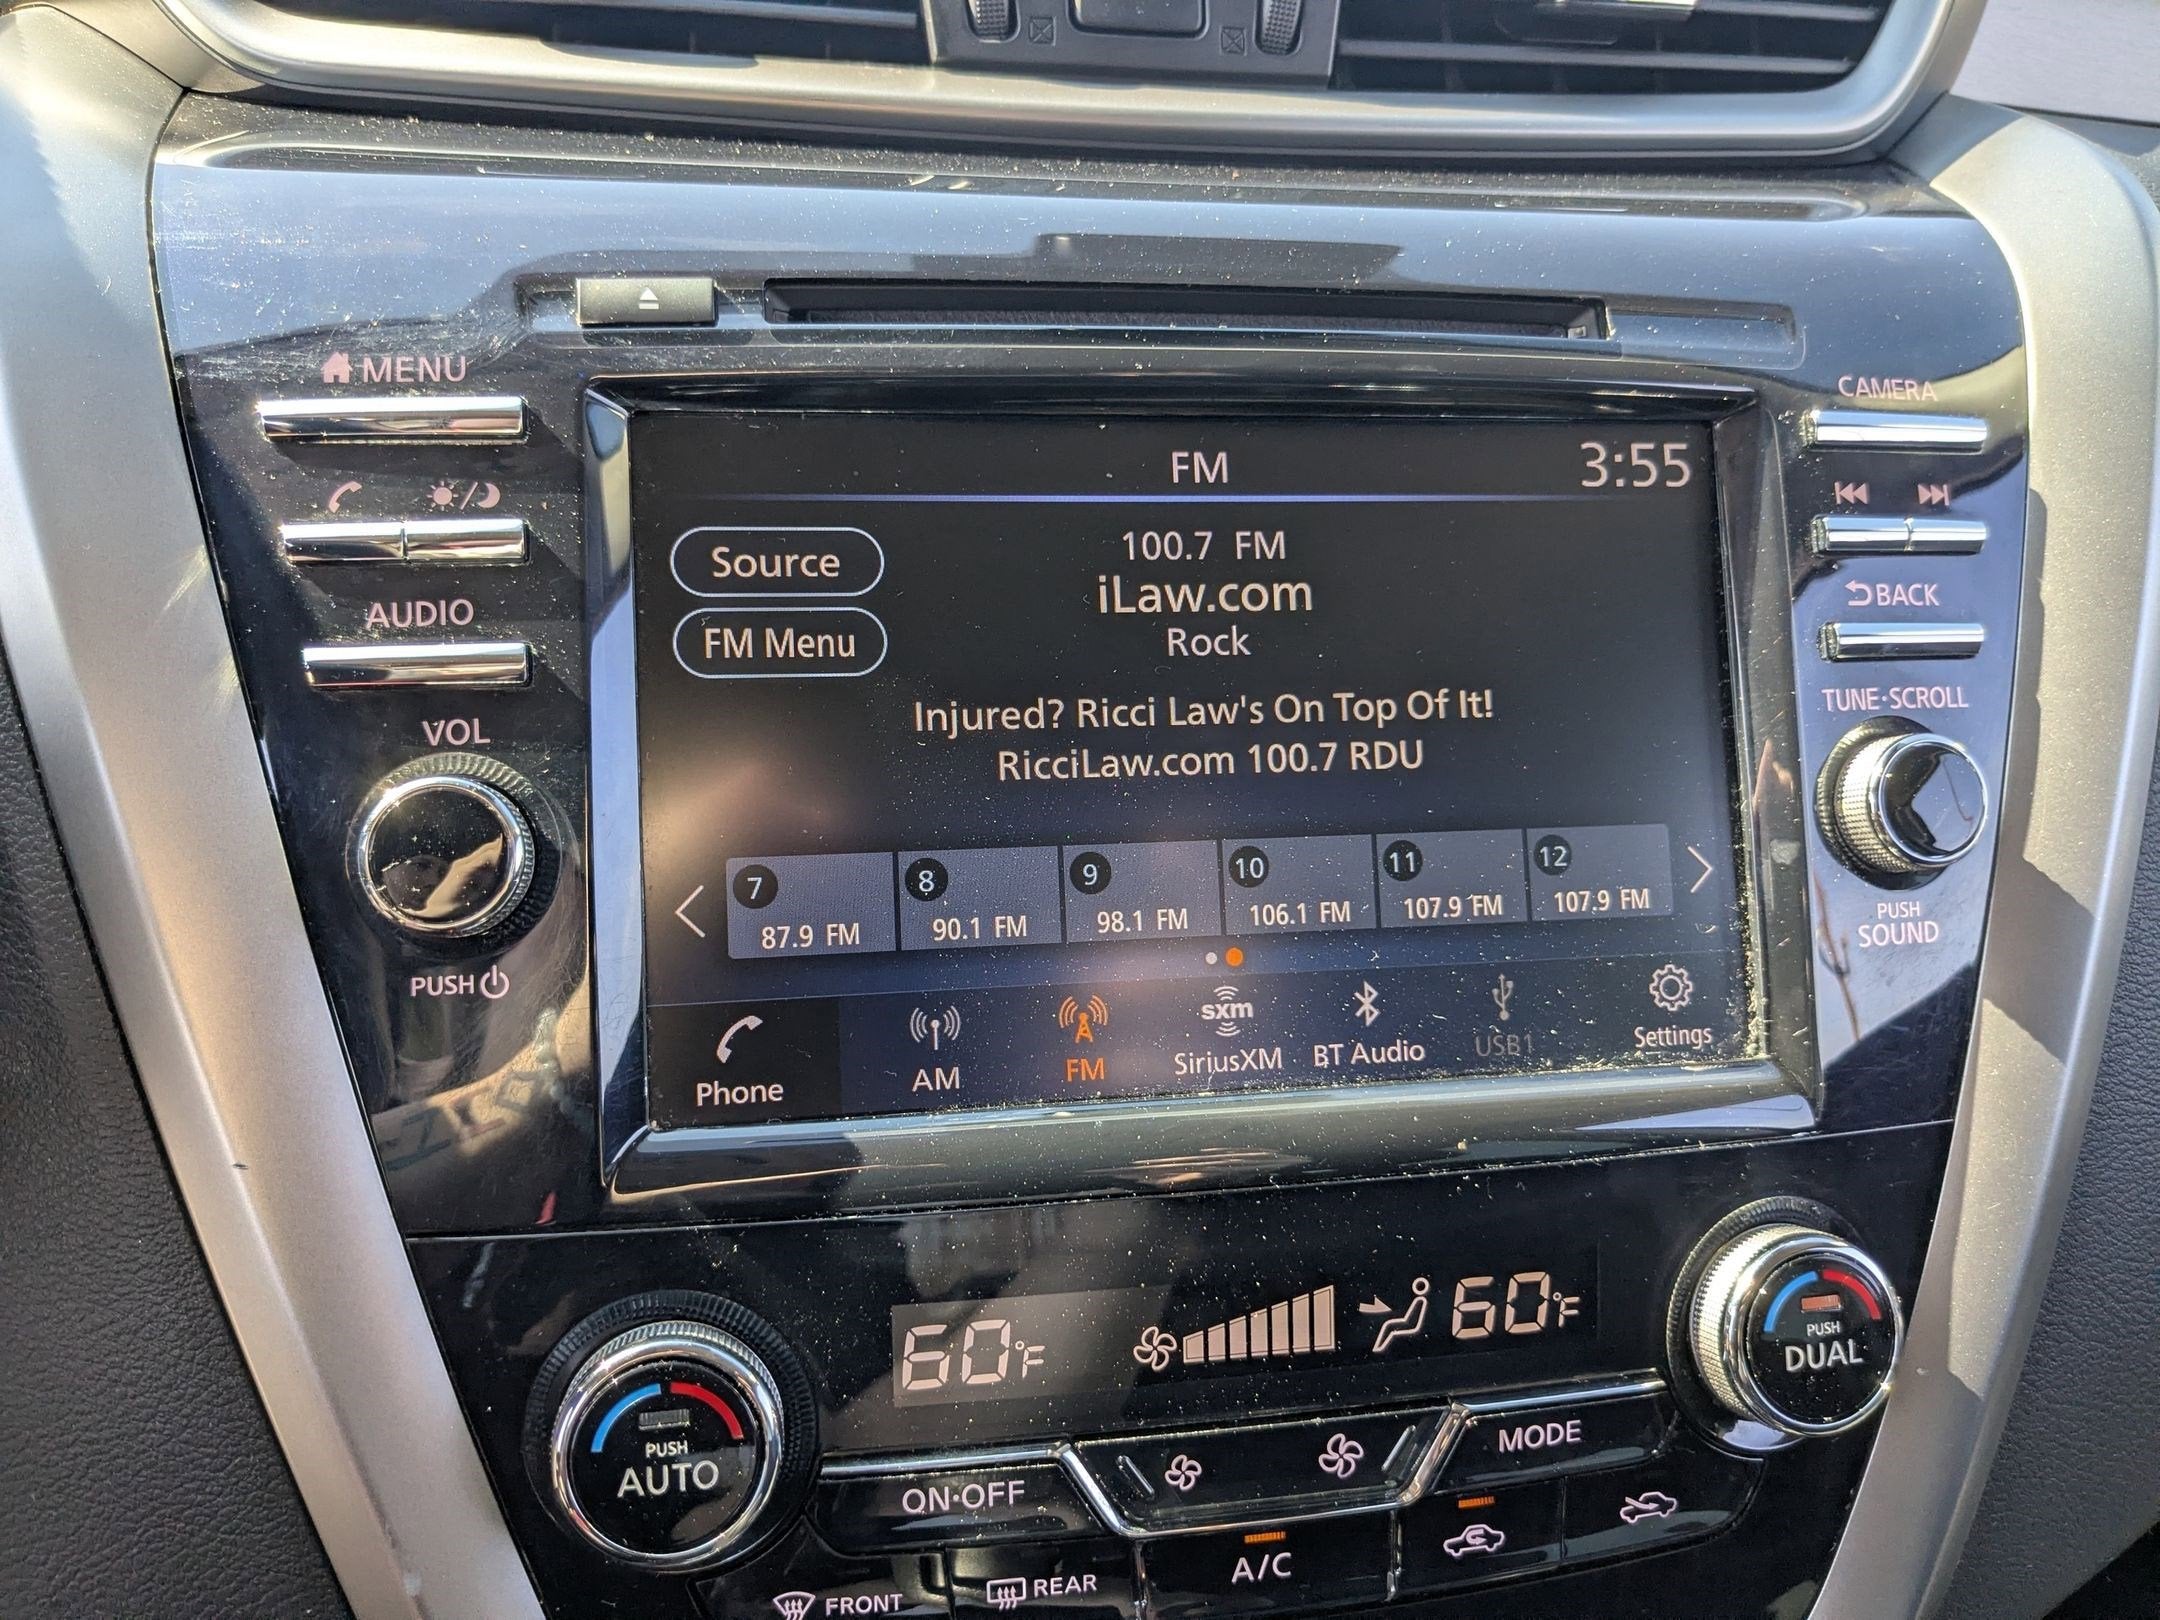 MENU
CAMERA
FM
3:55
Source
100.7 FM
iLaw.com
BACK
AUDIO
FM Menu
Rock
TUNE·SCROLL
Injured? Ricci Law's On Top Of It!
VOL
RicciLaw.com 100.7 RDU
7
8
9
10
11
12
87.9 FM
90.1 FM
98.1 FM
106.1 FM
107.9 FM
107.9 FM
PUSH
SOUND
PUSH
sxm
Phone
AM
FM
SiriusXM
BT Audio
USB1
Settings
60°F
60°F
PUSH
DUAL
PUSH
AUTO
ON·OFF
MODE
A/C
FRONT
REAR